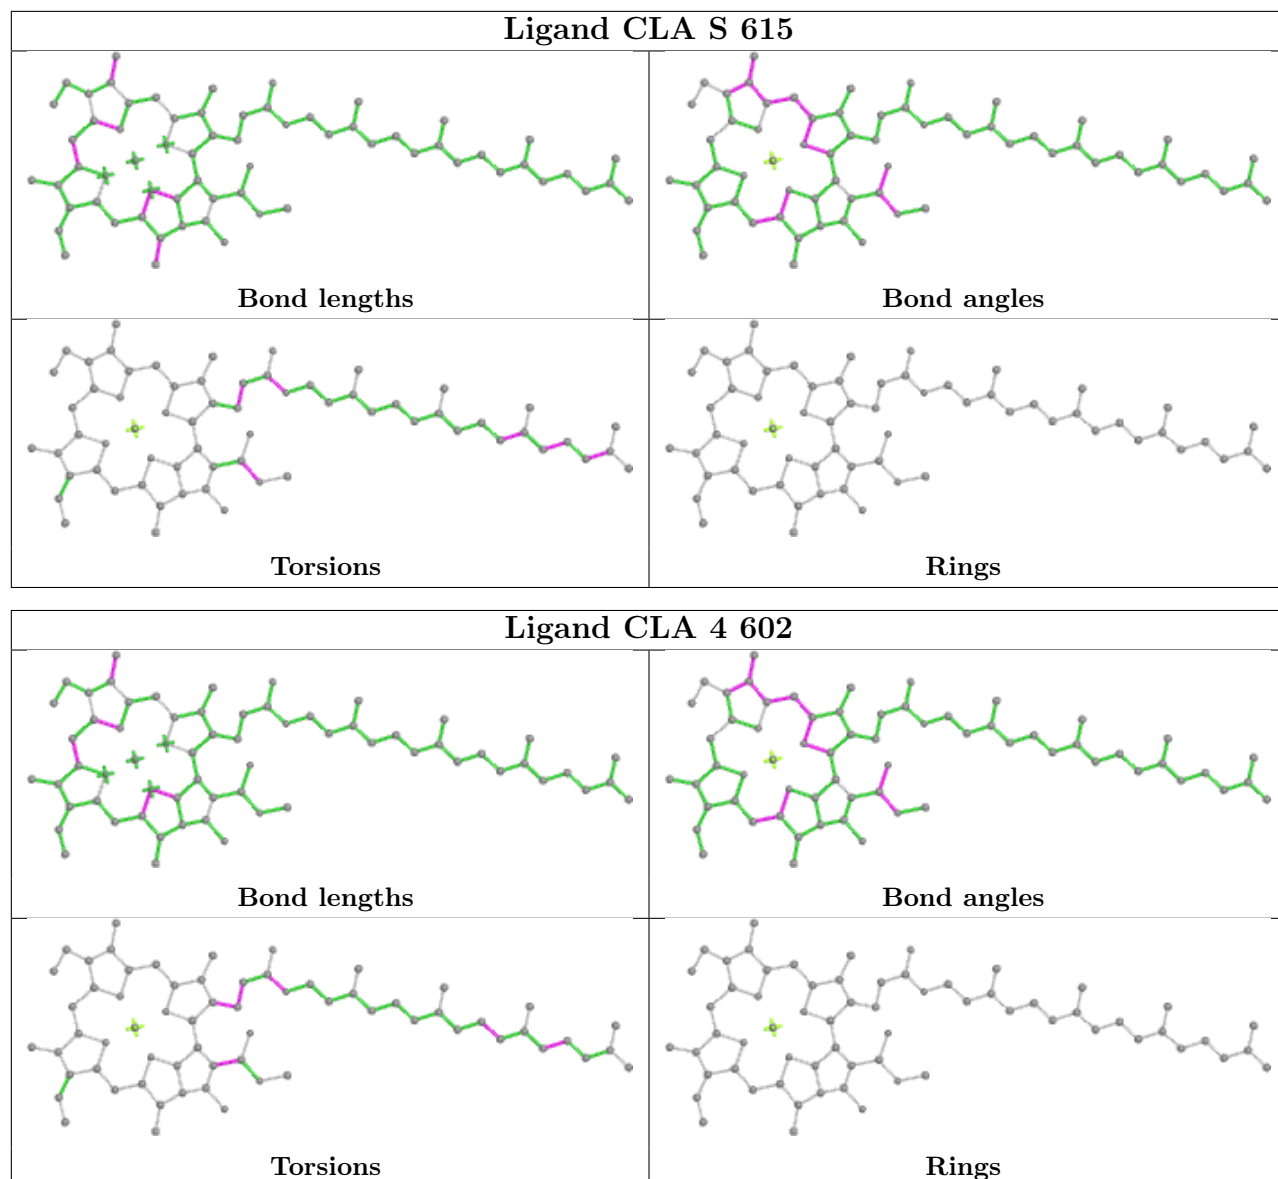 Ligand CLA S 615
Bond lengths
Bond angles
Torsions
Rings
Ligand CLA 4 602
Bond lengths
Bond angles
Torsions
Rings